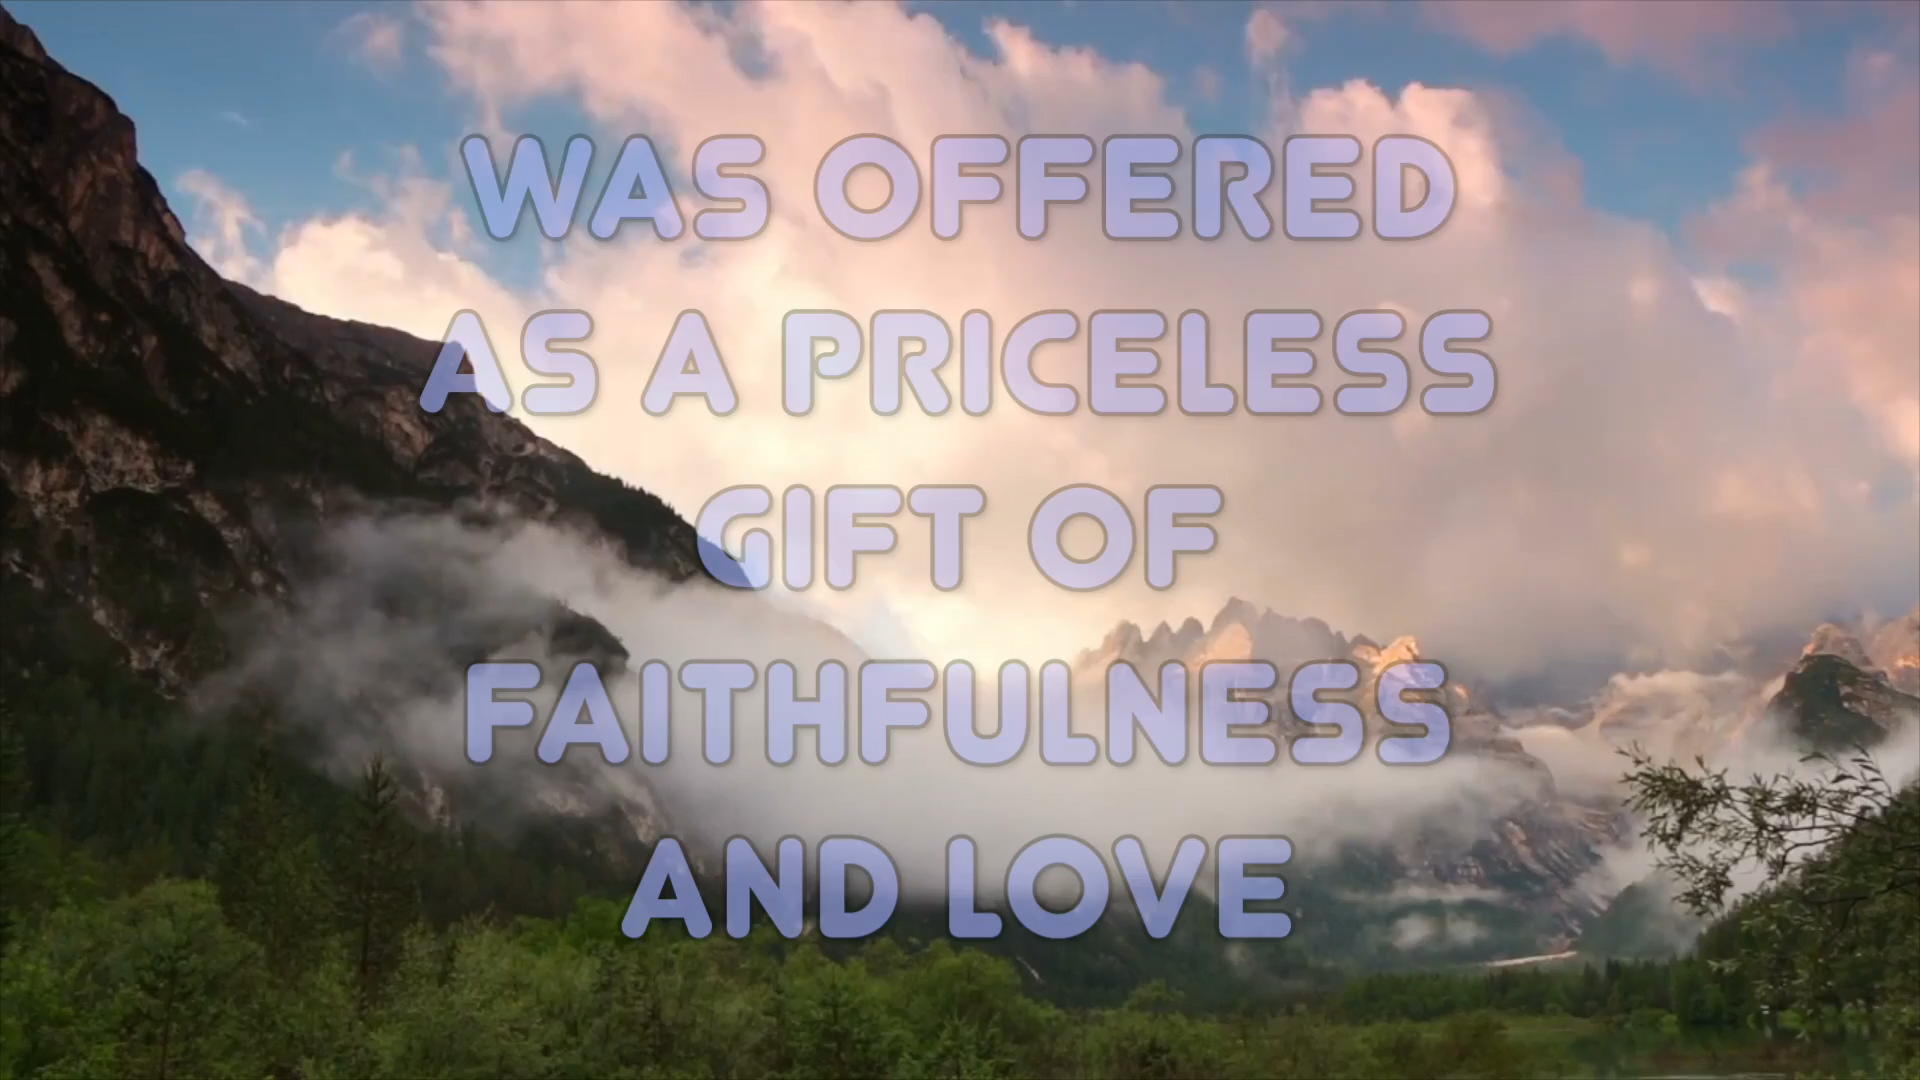 WAS OFFERED
AS A PRICELESS
GIFT OF
FAITHFULNESS
AND LOVE